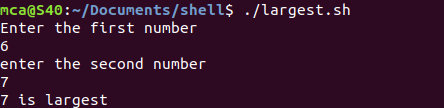 mca@S40:~/Documents/shell$ ./largest.sh
Enter the first number
6
enter the second number
7
7 is largest